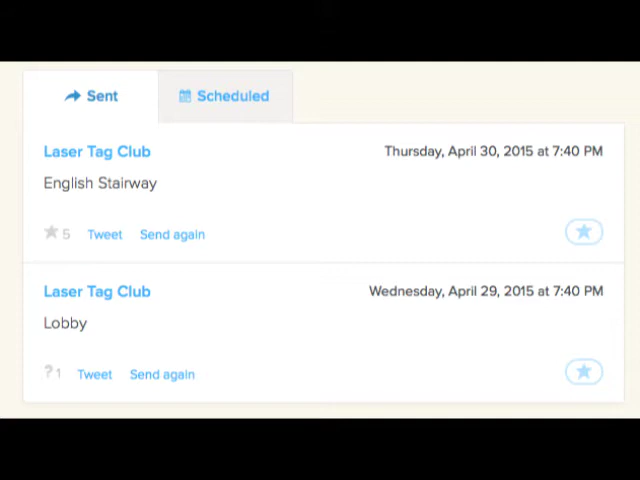 Sent
Scheduled
Laser Tag Club
Thursday, April 30, 2015 at 7:40 PM
English Stairway
5 Tweet Send again
Laser Tag Club
Wednesday, April 29, 2015 at 7:40 PM
Lobby
?1 Tweet Send again